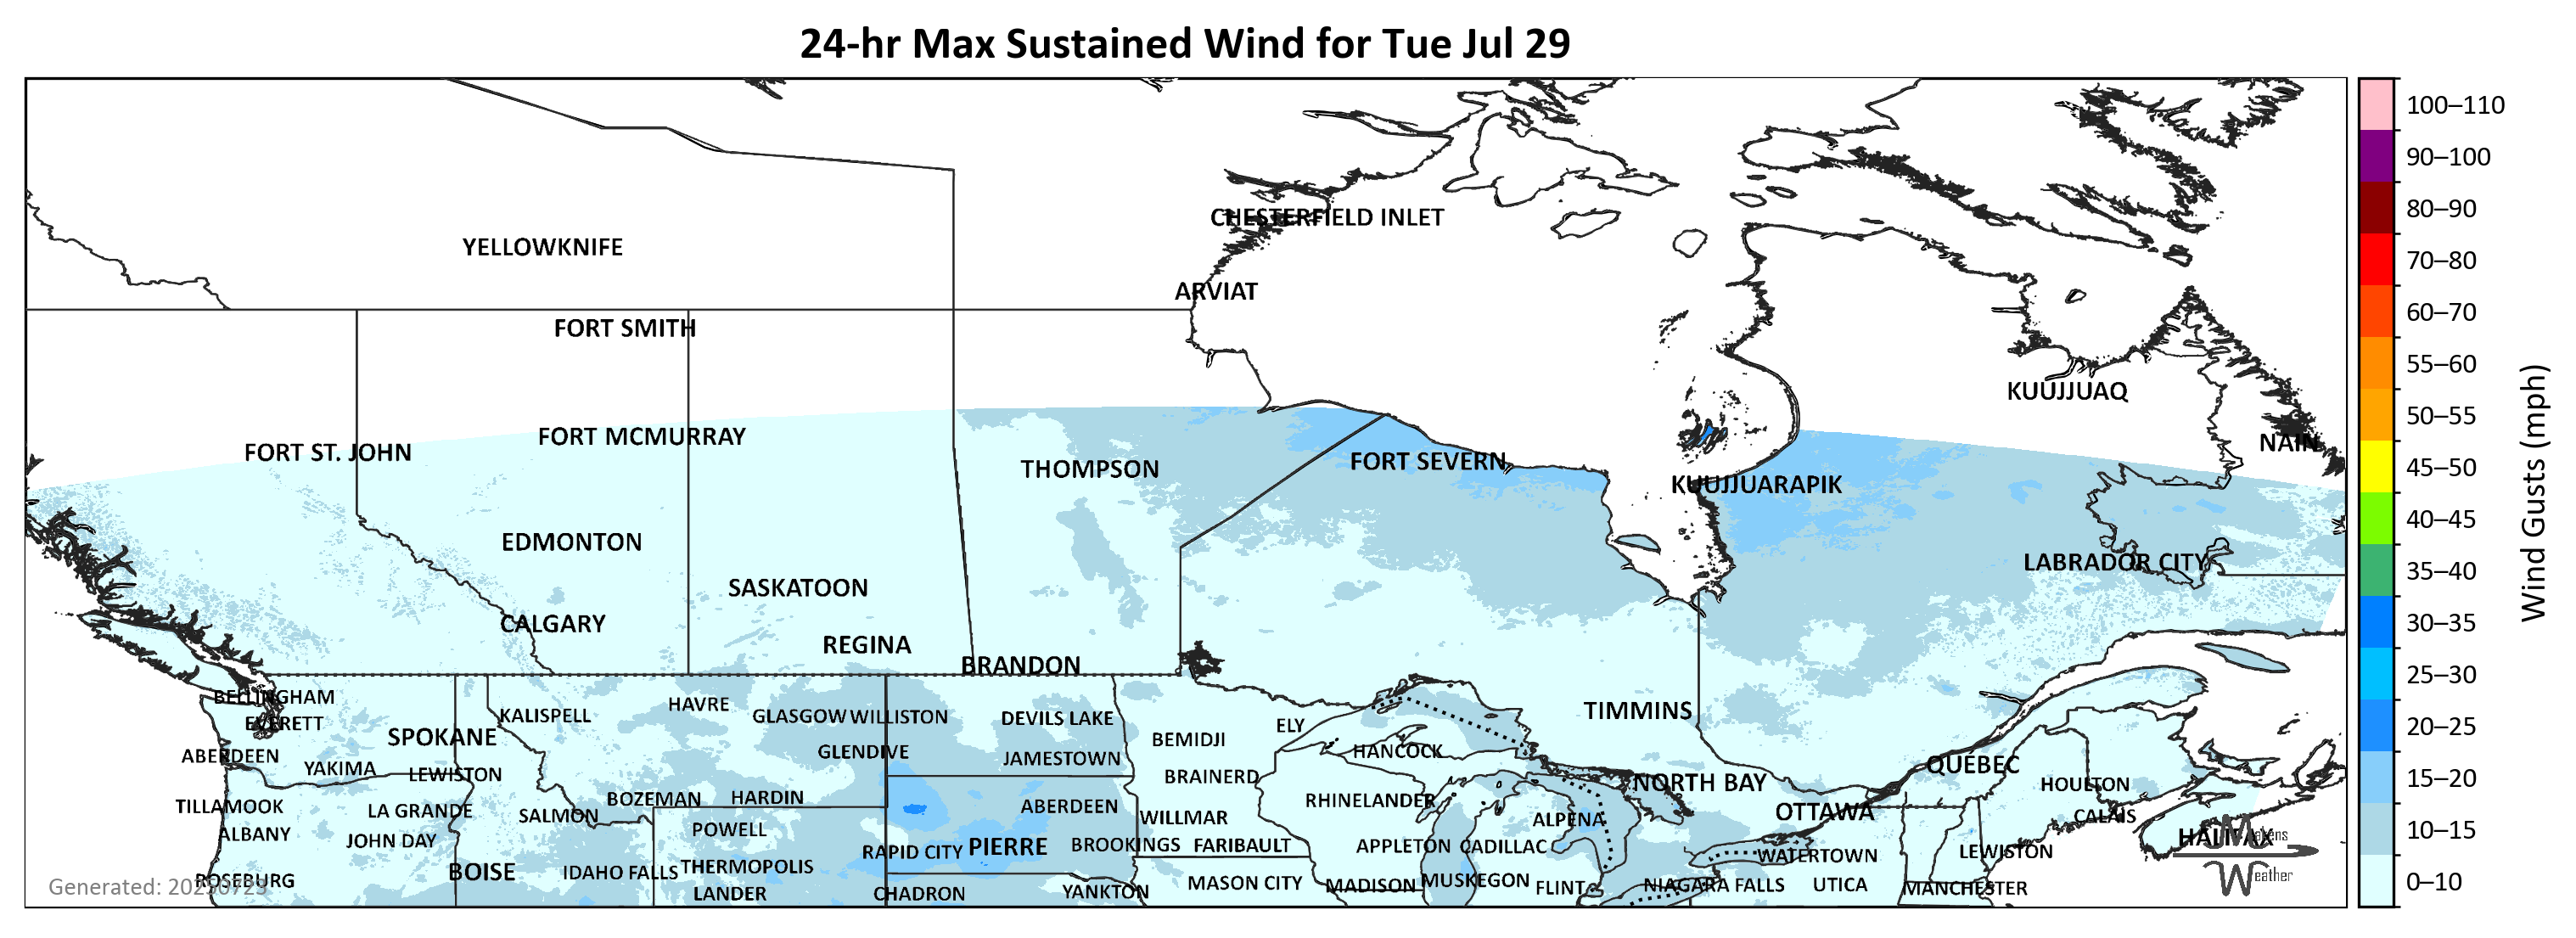 24-hr Max Sustained Wind for Tue Jul 29
100–110
90–100
80–90
CHESTERFIELD INLET
YELLOWKNIFE
70–80
ARVIAT
60–70
FORT SMITH
55–60
KUUJJUAQ
50–55
FORT MCMURRAY
NAIN
FORT ST. JOHN
FORT SEVERN
THOMPSON
45–50
KUUJJUARAPIK
Wind Gusts (mph)
40–45
EDMONTON
LABRADOR CITY
35–40
SASKATOON
CALGARY
30–35
REGINA
BRANDON
25–30
BELLINGHAM
HAVRE
TIMMINS
KALISPELL
GLASGOW WILLISTON
DEVILS LAKE
EVERETT
ELY
20–25
SPOKANE
BEMIDJI
GLENDIVE
HANCOCK
ABERDEEN
JAMESTOWN
QUEBEC
YAKIMA
LEWISTON
BRAINERD
15–20
NORTH BAY
HOULTON
BOZEMAN
HARDIN
RHINELANDER
TILLAMOOK
LA GRANDE
ABERDEEN
OTTAWA
SALMON
WILLMAR
ALPENA
CALAIS
10–15
POWELL
ALBANY
JOHN DAY
HALIFAX
Makens
Weather
RAPID CITY
PIERRE
BROOKINGS
FARIBAULT
APPLETON
CADILLAC
WATERTOWN
LEWISTON
BOISE
IDAHO FALLS
THERMOPOLIS
ROSEBURG
Generated: 20250723
MASON CITY
MADISON
MUSKEGON
FLINT
NIAGARA FALLS
UTICA
MANCHESTER
0–10
LANDER
CHADRON
YANKTON